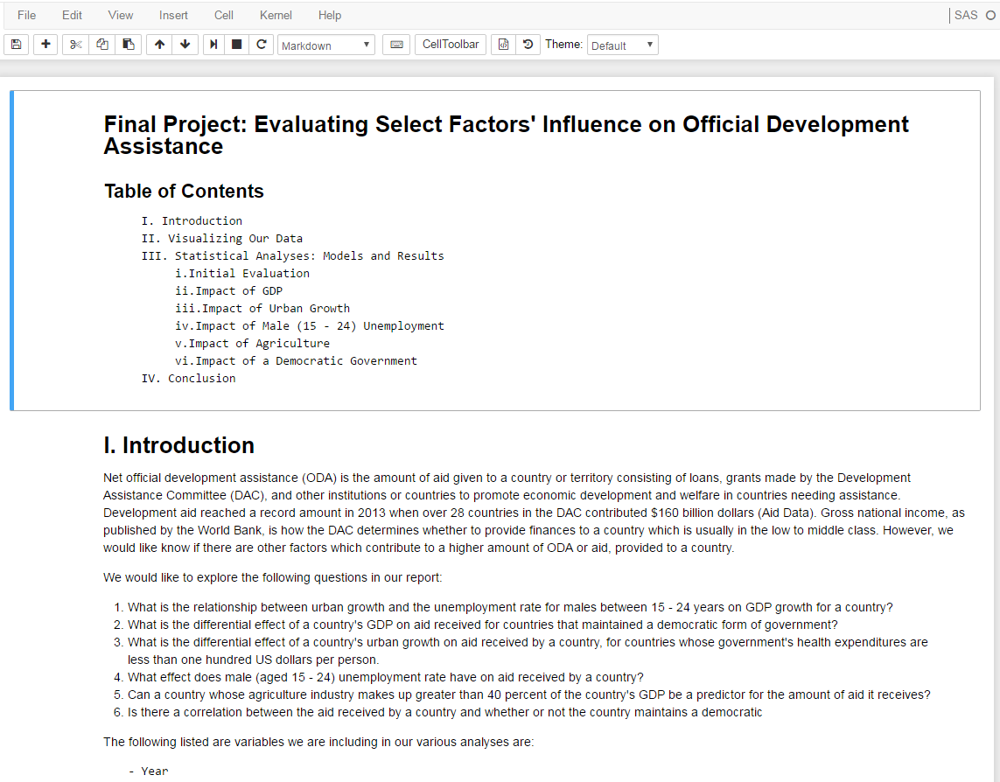 File Edit View Insert Cell Kernel Help SAS
Markdown CellToolbar Theme: Default
Final Project: Evaluating Select Factors' Influence on Official Development
Assistance
Table of Contents
I. Introduction
II. Visualizing Our Data
III. Statistical Analyses: Models and Results
i.Initial Evaluation
ii.Impact of GDP
iii.Impact of Urban Growth
iv.Impact of Male (15 - 24) Unemployment
v.Impact of Agriculture
vi.Impact of a Democratic Government
IV. Conclusion
I. Introduction
Net official development assistance (ODA) is the amount of aid given to a country or territory consisting of loans, grants made by the Development
Assistance Committee (DAC), and other institutions or countries to promote economic development and welfare in countries needing assistance.
Development aid reached a record amount in 2013 when over 28 countries in the DAC contributed $160 billion dollars (Aid Data). Gross national income, as
published by the World Bank, is how the DAC determines whether to provide finances to a country which is usually in the low to middle class. However, we
would like know if there are other factors which contribute to a higher amount of ODA or aid, provided to a country.
We would like to explore the following questions in our report:
1. What is the relationship between urban growth and the unemployment rate for males between 15 - 24 years on GDP growth for a country?
2. What is the differential effect of a country's GDP on aid received for countries that maintained a democratic form of government?
3. What is the differential effect of a country's urban growth on aid received by a country, for countries whose government's health expenditures are
less than one hundred US dollars per person.
4. What effect does male (aged 15 - 24) unemployment rate have on aid received by a country?
5. Can a country whose agriculture industry makes up greater than 40 percent of the country's GDP be a predictor for the amount of aid it receives?
6. Is there a correlation between the aid received by a country and whether or not the country maintains a democratic
The following listed are variables we are including in our various analyses are:
- Year